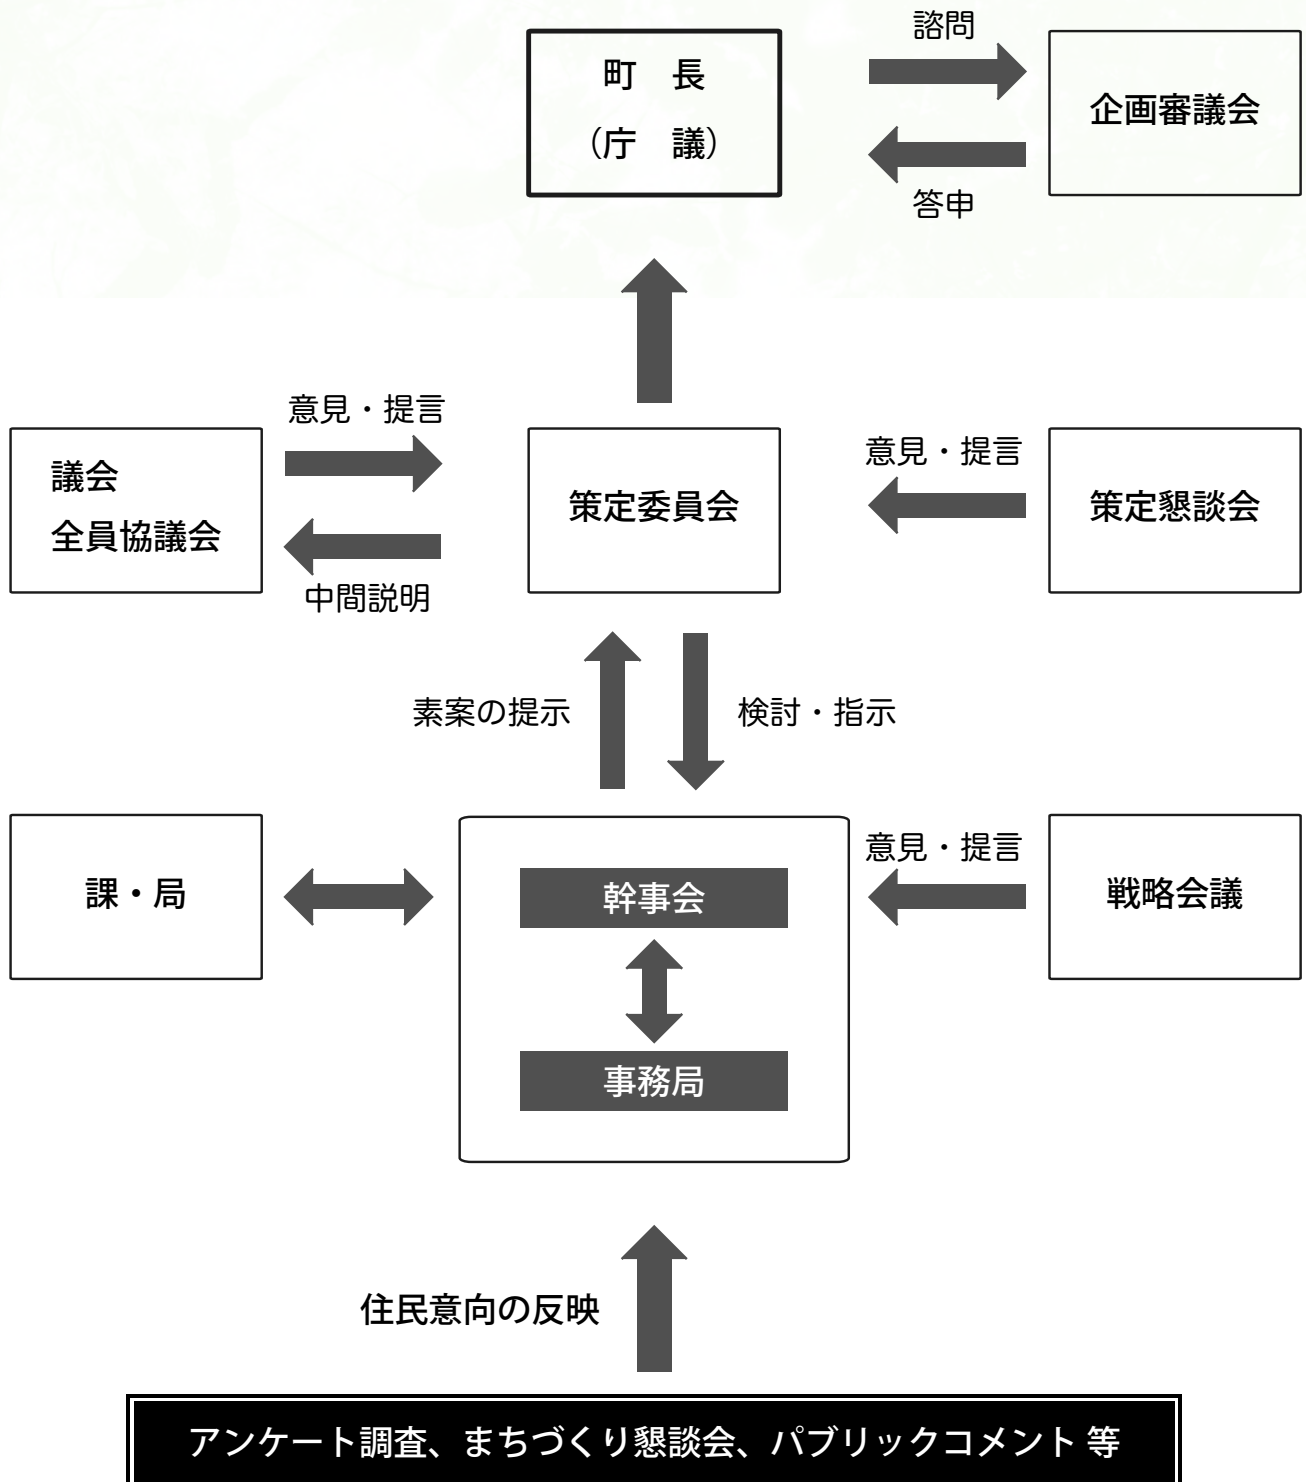 諮問
町　長
（庁　議）
企画審議会
答申
意見・提言
議会
全員協議会
中間説明
策定委員会
意見・提言
策定懇談会
素案の提示
検討・指示
課・局
幹事会
事務局
意見・提言
戦略会議
住民意向の反映
アンケート調査、まちづくり懇談会、パブリックコメント 等